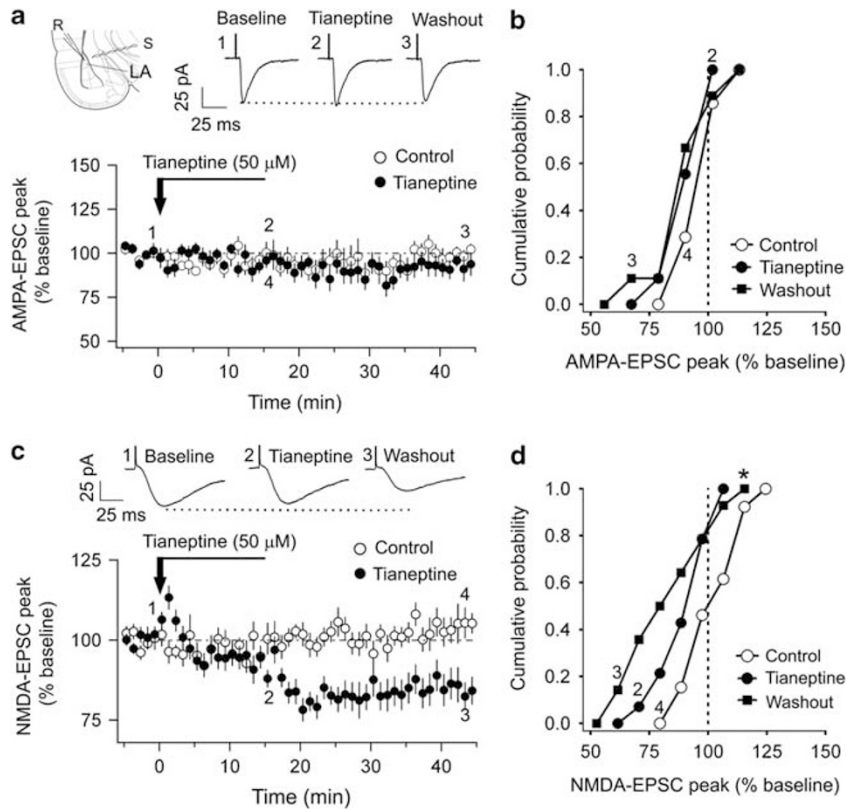 a
R
S
LA
Baseline Tianeptine Washout
1 2 3
25 pA
25 ms
Tianeptine (50 μM)
Control
Tianeptine
1 2 3
4
150
125
100
75
50
AMPA-EPSC peak
(% baseline)
0 10 20 30 40
Time (min)
b
2
1.0
0.8
0.6
0.4
0.2
0.0
Cumulative probability
3
4
Control
Tianeptine
Washout
50 75 100 125 150
AMPA-EPSC peak (% baseline)
c
1 Baseline 2 Tianeptine 3 Washout
25 pA
25 ms
Tianeptine (50 μM)
Control
Tianeptine
1
4
2
3
125
100
75
NMDA-EPSC peak
(% baseline)
0 10 20 30 40
Time (min)
d
*
1.0
0.8
0.6
0.4
0.2
0.0
Cumulative probability
3
2
4
Control
Tianeptine
Washout
50 75 100 125 150
NMDA-EPSC peak (% baseline)